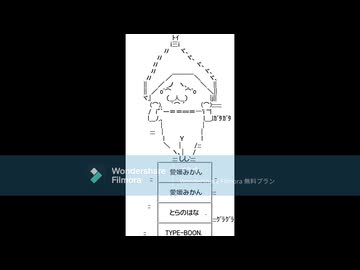 ガタガタ
Wondershare
Filmora
愛媛みかん
無料プラン
愛媛みかん
とらのはな
グラグラ
TYPE-BOON.